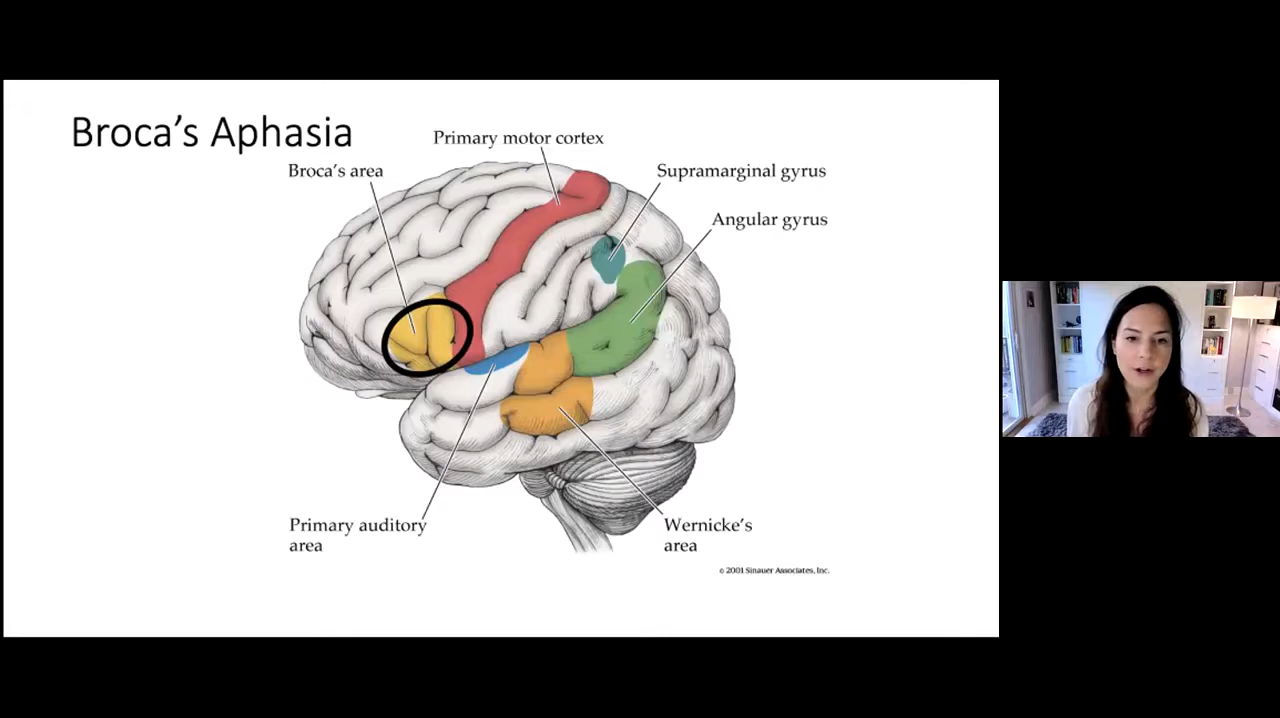 Broca's Aphasia
Primary motor cortex
Broca's area
Supramarginal gyrus
Angular gyrus
Primary auditory
area
Wernicke's
area
© 2001 Sinauer Associates, Inc.